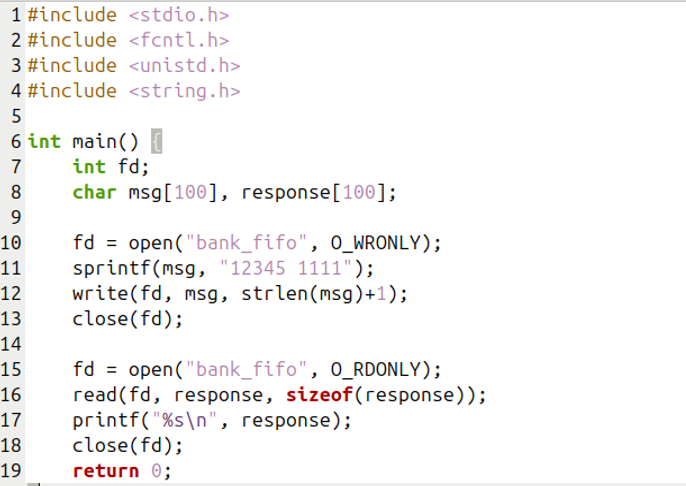 1 #include <stdio.h>
2 #include <fcntl.h>
3 #include <unistd.h>
4 #include <string.h>
5
6 int main() {
7     int fd;
8     char msg[100], response[100];
9
10     fd = open("bank_fifo", O_WRONLY);
11     sprintf(msg, "12345 1111");
12     write(fd, msg, strlen(msg)+1);
13     close(fd);
14
15     fd = open("bank_fifo", O_RDONLY);
16     read(fd, response, sizeof(response));
17     printf("%s\n", response);
18     close(fd);
19     return 0;